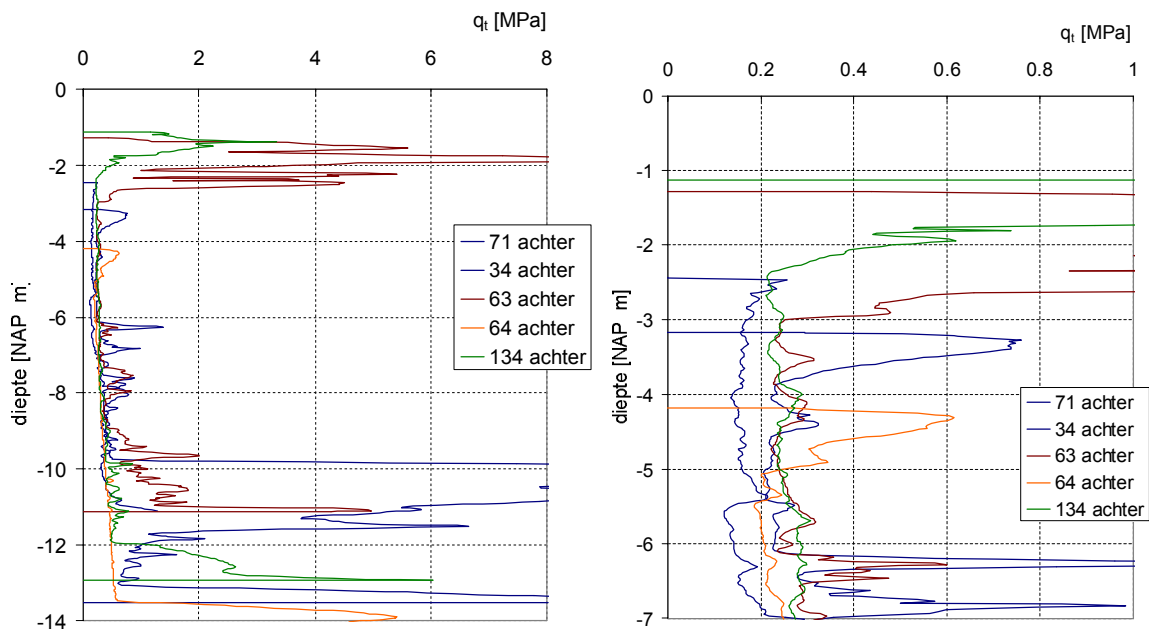 qt [MPa]
0 2 4 6 8
0
-2
-4
-6
-8
-10
-12
-14
diepte [NAP m]
71 achter
34 achter
63 achter
64 achter
134 achter
qt [MPa]
0 0.2 0.4 0.6 0.8 1
0
-1
-2
-3
-4
-5
-6
-7
diepte [NAP m]
71 achter
34 achter
63 achter
64 achter
134 achter